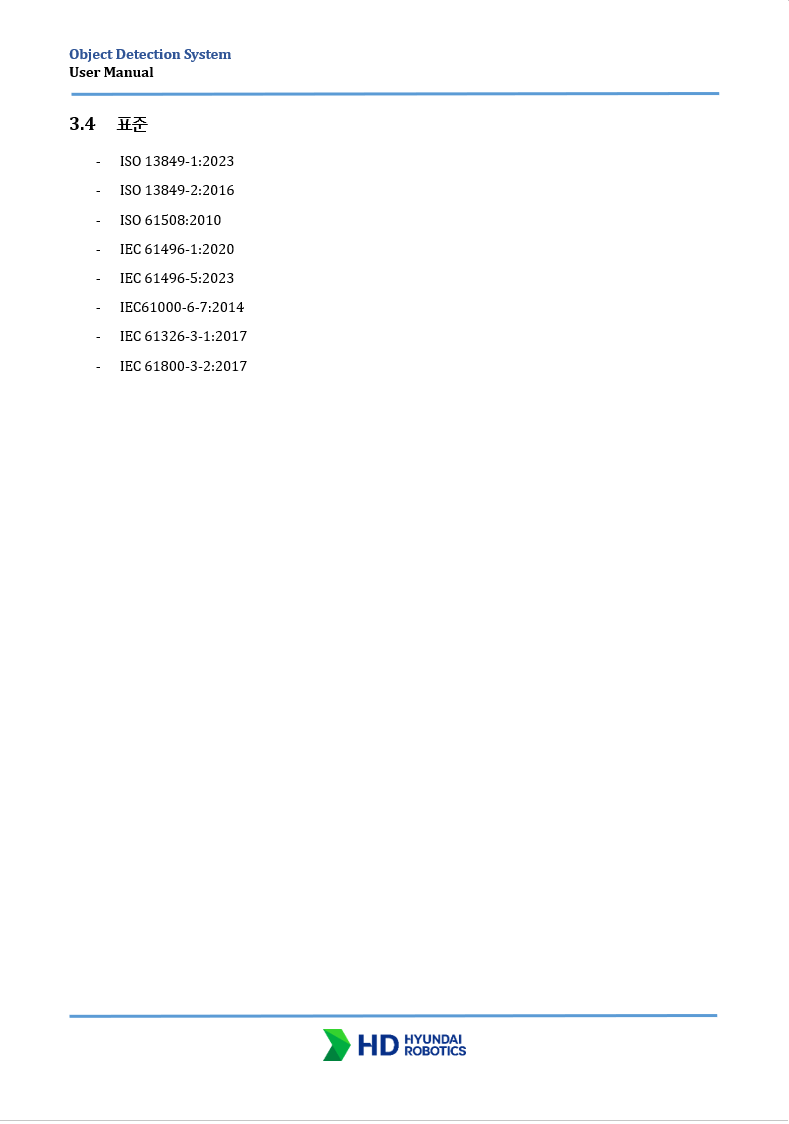 Object Detection System
User Manual
3.4 표준
- ISO 13849-1:2023
- ISO 13849-2:2016
- ISO 61508:2010
- IEC 61496-1:2020
- IEC 61496-5:2023
- IEC61000-6-7:2014
- IEC 61326-3-1:2017
- IEC 61800-3-2:2017
HD HYUNDAI
ROBOTICS